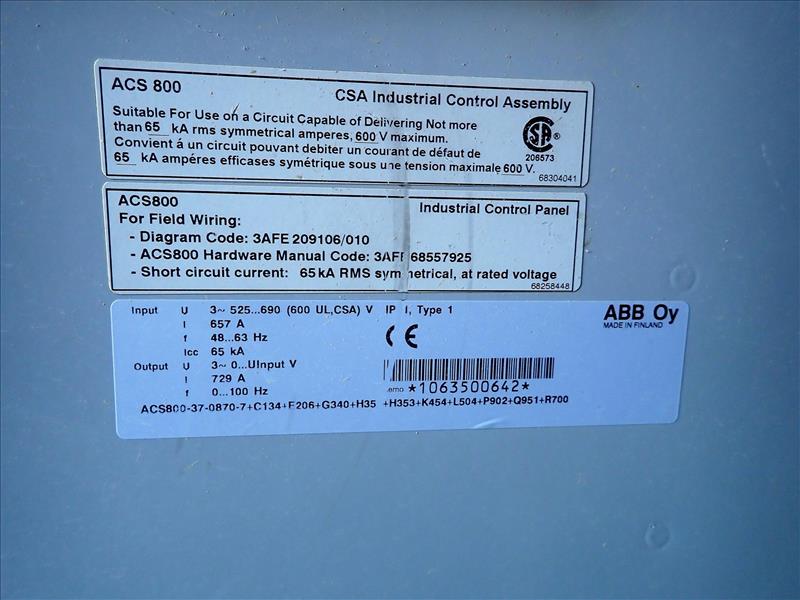 ACS 800
CSA Industrial Control Assembly
Suitable For Use on a Circuit Capable of Delivering Not more
than 65 kA rms symmetrical amperes, 600 V maximum.
Convient á un circuit pouvant debiter un courant de défaut de
65 kA ampéres efficases symétrique sous une tension maximale 600 V.
SA ®
206573
68304041
ACS800
Industrial Control Panel
For Field Wiring:
- Diagram Code: 3AFE 209106/010
- ACS800 Hardware Manual Code: 3AF 68557925
- Short circuit current: 65 kA RMS symmetrical, at rated voltage
68258448
Input U 3~ 525...690 (600 UL,CSA) V IP I, Type 1
I 657 A
f 48...63 Hz
Icc 65 kA
Output U 3~ 0...UInput V
I 729 A
f 0...100 Hz
CE
ABB Oy
MADE IN FINLAND
*1063500642*
ACS800-37-0870-7+C134+F206+G340+H35 +H353+K454+L504+P902+Q951+R700